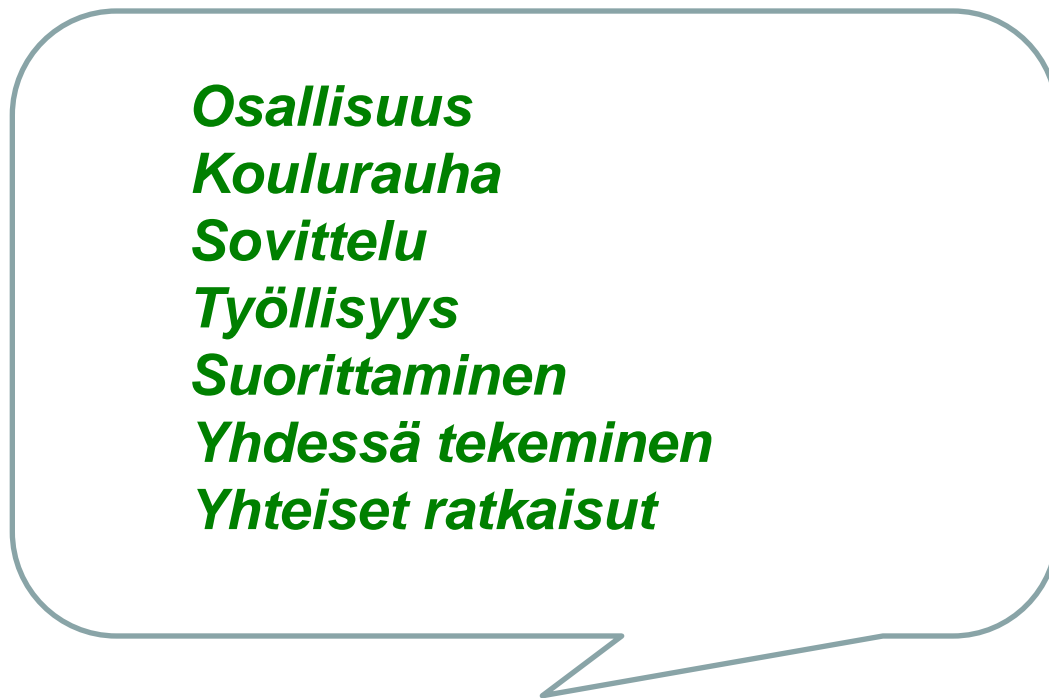 Osallisuus
Koulurauha
Sovittelu
Työllisyys
Suorittaminen
Yhdessä tekeminen
Yhteiset ratkaisut